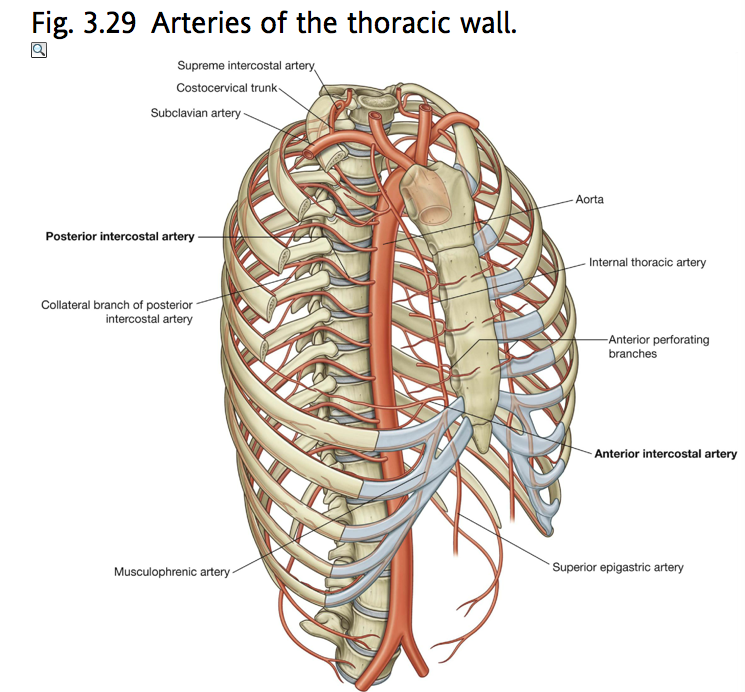 Fig. 3.29 Arteries of the thoracic wall.
Supreme intercostal artery
Costocervical trunk
Subclavian artery
Aorta
Posterior intercostal artery
Internal thoracic artery
Collateral branch of posterior
intercostal artery
Anterior perforating
branches
Anterior intercostal artery
Musculophrenic artery
Superior epigastric artery